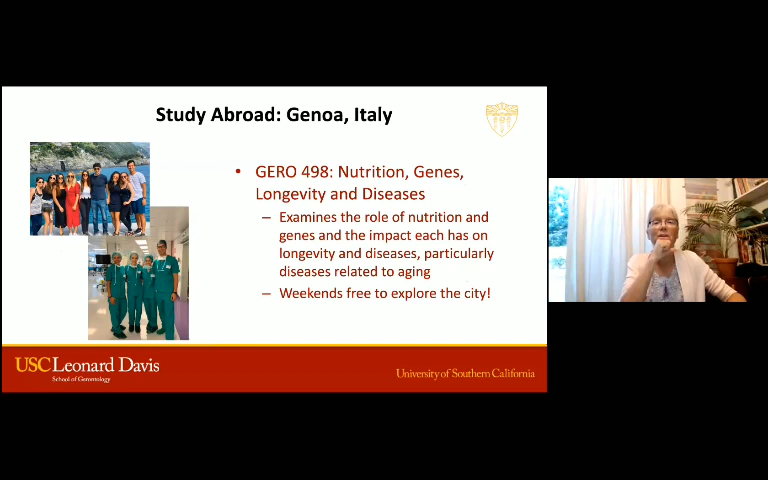 Study Abroad: Genoa, Italy
• GERO 498: Nutrition, Genes,
Longevity and Diseases
– Examines the role of nutrition and
genes and the impact each has on
longevity and diseases, particularly
diseases related to aging
– Weekends free to explore the city!
USC Leonard Davis
School of Gerontology
University of Southern California